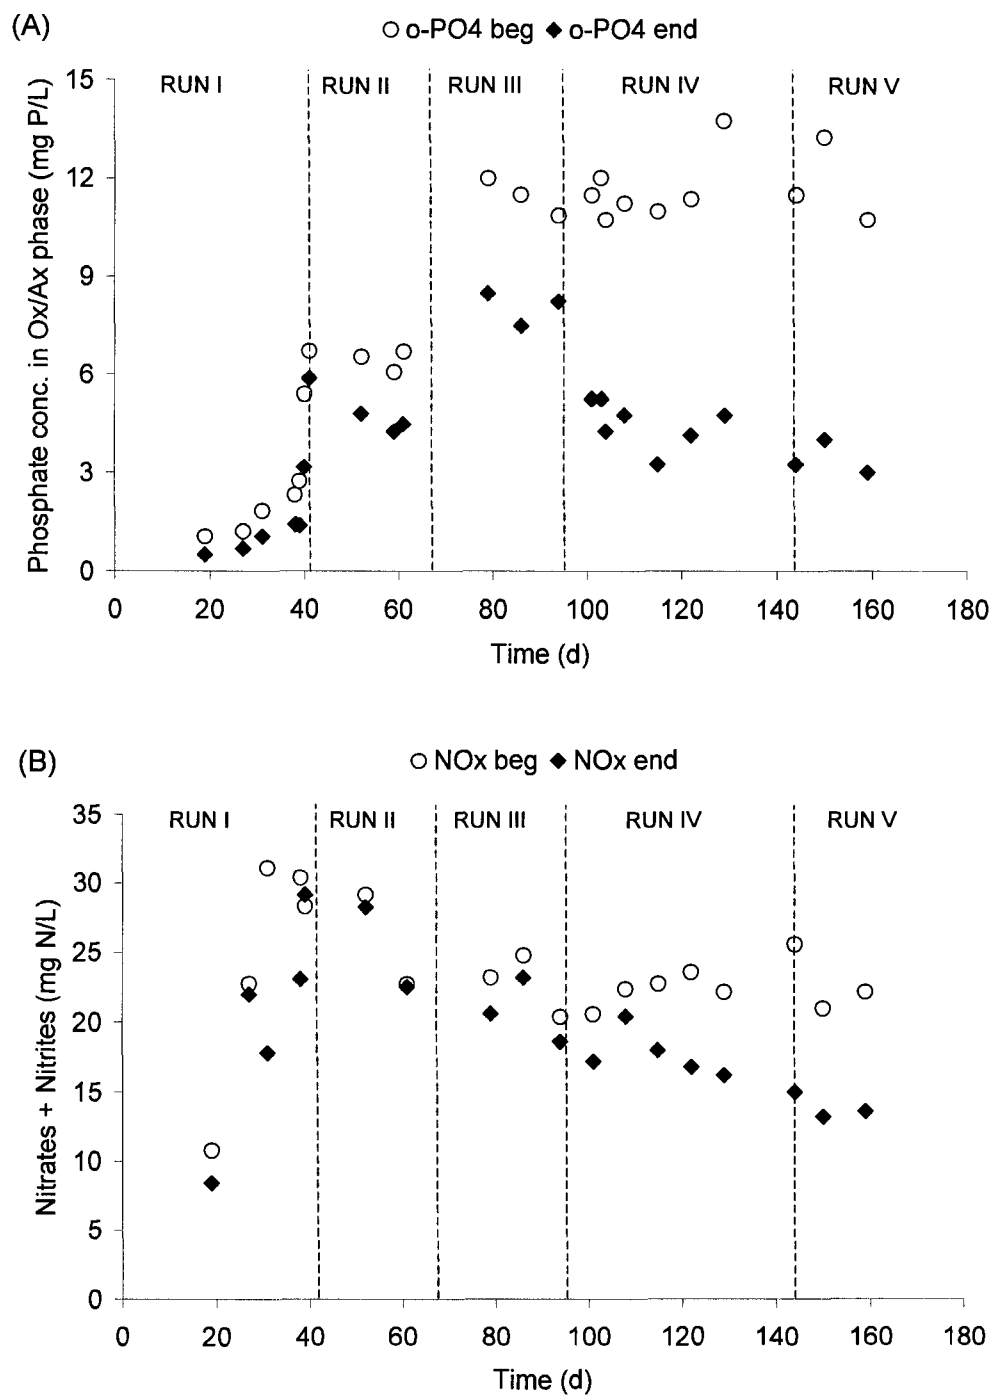 (A)
o-PO4 beg o-PO4 end
RUN I RUN II RUN III RUN IV RUN V
Phosphate conc. in Ox/Ax phase (mg P/L)
15
12
9
6
3
0
0 20 40 60 80 100 120 140 160 180
Time (d)
(B)
NOx beg NOx end
RUN I RUN II RUN III RUN IV RUN V
Nitrates + Nitrites (mg N/L)
35
30
25
20
15
10
5
0
0 20 40 60 80 100 120 140 160 180
Time (d)